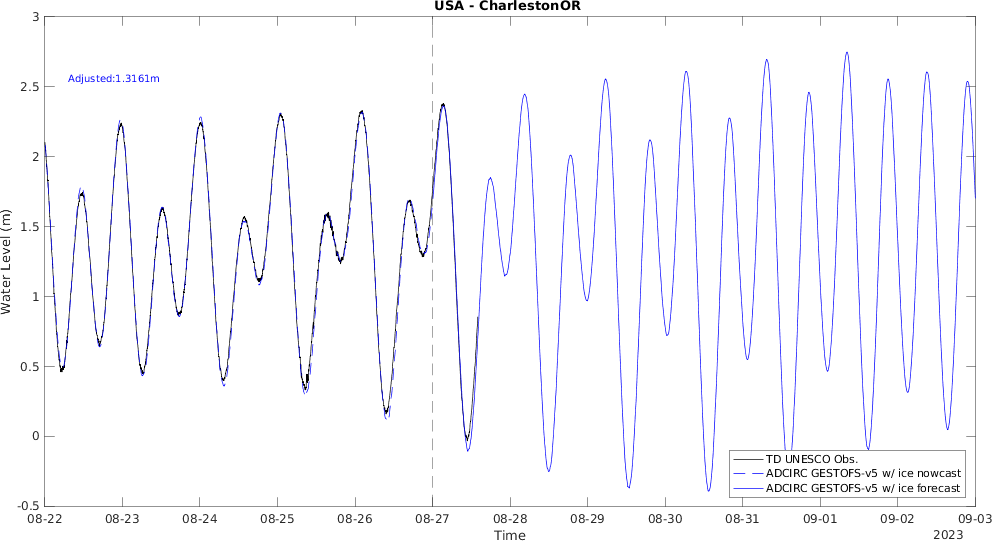 USA - CharlestonOR
3
2.5
2
1.5
1
0.5
0
-0.5
Water Level (m)
Adjusted:1.3161m
TD UNESCO Obs.
ADCIRC GESTOFS-v5 w/ ice nowcast
ADCIRC GESTOFS-v5 w/ ice forecast
08-22 08-23 08-24 08-25 08-26 08-27 08-28 08-29 08-30 08-31 09-01 09-02 09-03
Time
2023